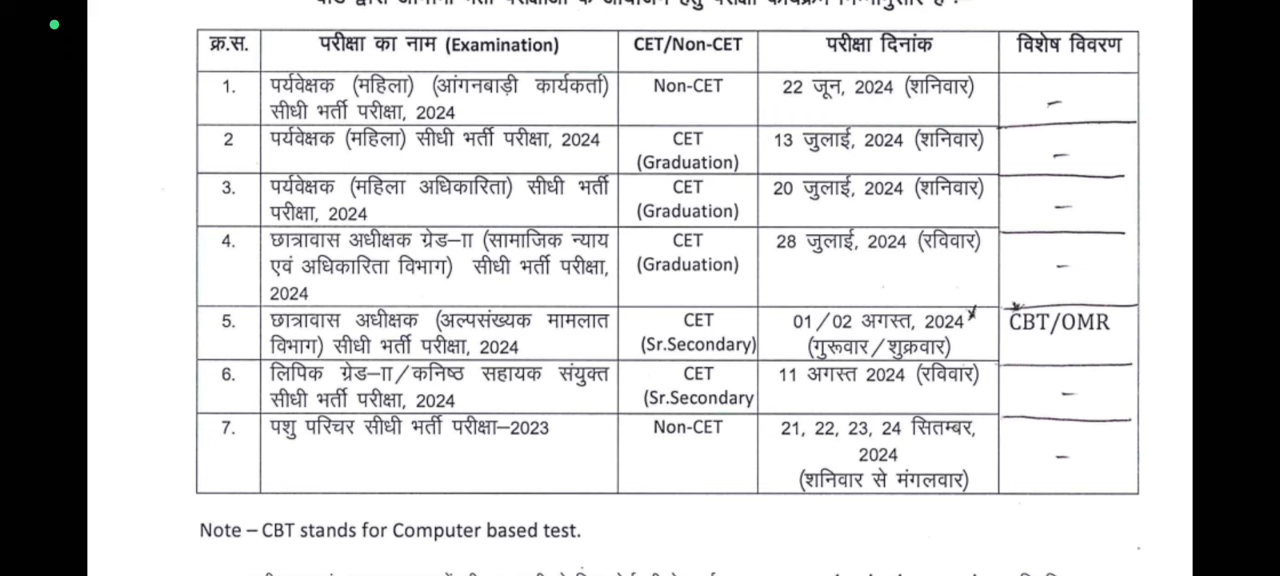 क्र.स. परीक्षा का नाम (Examination) CET/Non-CET परीक्षा दिनांक विशेष विवरण
1. पर्यवेक्षक (महिला) (आंगनबाड़ी कार्यकर्ता) Non-CET 22 जून, 2024 (शनिवार) –
सीधी भर्ती परीक्षा, 2024
2 पर्यवेक्षक (महिला) सीधी भर्ती परीक्षा, 2024 CET 13 जुलाई, 2024 (शनिवार) –
(Graduation)
3. पर्यवेक्षक (महिला अधिकारिता) सीधी भर्ती CET 20 जुलाई, 2024 (शनिवार) –
परीक्षा, 2024 (Graduation)
4. छात्रावास अधीक्षक ग्रेड–II (सामाजिक न्याय CET 28 जुलाई, 2024 (रविवार) –
एवं अधिकारिता विभाग) सीधी भर्ती परीक्षा, (Graduation)
2024
5. छात्रावास अधीक्षक (अल्पसंख्यक मामलात CET 01/02 अगस्त, 2024* *CBT/OMR
विभाग) सीधी भर्ती परीक्षा, 2024 (Sr.Secondary) (गुरूवार/शुक्रवार)
6. लिपिक ग्रेड–II/कनिष्ठ सहायक संयुक्त CET 11 अगस्त 2024 (रविवार) –
सीधी भर्ती परीक्षा, 2024 (Sr.Secondary
7. पशु परिचर सीधी भर्ती परीक्षा–2023 Non-CET 21, 22, 23, 24 सितम्बर, –
2024
(शनिवार से मंगलवार)
Note – CBT stands for Computer based test.